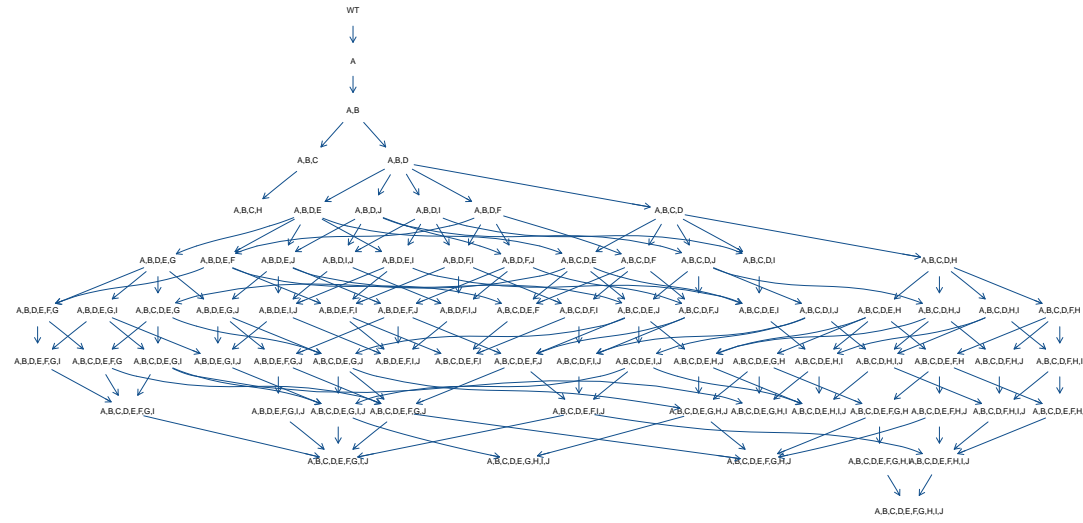 WT
A
A,B
A,B,C A,B,D
A,B,C,H A,B,D,E A,B,D,J A,B,D,I A,B,D,F A,B,C,D
A,B,D,E,G A,B,D,E,F A,B,D,E,J A,B,D,I,J A,B,D,E,I A,B,D,F,I A,B,D,F,J A,B,C,D,E A,B,C,D,F A,B,C,D,J A,B,C,D,I A,B,C,D,H
A,B,D,E,F,G A,B,D,E,G,I A,B,C,D,E,G A,B,D,E,G,J A,B,D,E,I,J A,B,D,E,F,I A,B,D,E,F,J A,B,D,F,I,J A,B,C,D,E,F A,B,C,D,F,I A,B,C,D,E,J A,B,C,D,F,J A,B,C,D,E,I A,B,C,D,I,J A,B,C,D,E,H A,B,C,D,H,J A,B,C,D,H,I A,B,C,D,F,H
A,B,D,E,F,G,I A,B,C,D,E,F,G A,B,C,D,E,G,I A,B,D,E,G,I,J A,B,D,E,F,G,J A,B,C,D,E,G,J A,B,D,E,F,I,J A,B,C,D,E,F,I A,B,C,D,E,F,J A,B,C,D,F,I,J A,B,C,D,E,I,J A,B,C,D,E,H,J A,B,C,D,E,G,H A,B,C,D,E,H,I A,B,C,D,H,I,J A,B,C,D,E,F,H A,B,C,D,F,H,J A,B,C,D,F,H,I
A,B,C,D,E,F,G,I A,B,D,E,F,G,I,J A,B,C,D,E,G,I,J A,B,C,D,E,F,G,J A,B,C,D,E,F,I,J A,B,C,D,E,G,H,J A,B,C,D,E,G,H,I A,B,C,D,E,H,I,J A,B,C,D,E,F,G,H A,B,C,D,E,F,H,J A,B,C,D,F,H,I,J A,B,C,D,E,F,H,
A,B,C,D,E,F,G,I,J A,B,C,D,E,G,H,I,J A,B,C,D,E,F,G,H,J A,B,C,D,E,F,G,H,I A,B,C,D,E,F,H,I,J
A,B,C,D,E,F,G,H,I,J